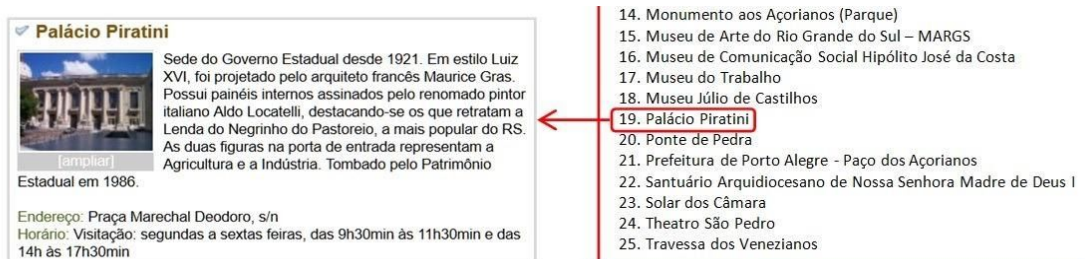 Palácio Piratini
Sede do Governo Estadual desde 1921. Em estilo Luiz
XVI, foi projetado pelo arquiteto francês Maurice Gras.
Possui painéis internos assinados pelo renomado pintor
italiano Aldo Locatelli, destacando-se os que retratam a
Lenda do Negrinho do Pastoreio, a mais popular do RS.
As duas figuras na porta de entrada representam a
[ampliar]
Agricultura e a Indústria. Tombado pelo Patrimônio
Estadual em 1986.
Endereço: Praça Marechal Deodoro, s/n
Horário: Visitação: segundas a sextas feiras, das 9h30min às 11h30min e das
14h às 17h30min
14. Monumento aos Açorianos (Parque)
15. Museu de Arte do Rio Grande do Sul – MARGS
16. Museu de Comunicação Social Hipólito José da Costa
17. Museu do Trabalho
18. Museu Júlio de Castilhos
19. Palácio Piratini
20. Ponte de Pedra
21. Prefeitura de Porto Alegre - Paço dos Açorianos
22. Santuário Arquidiocesano de Nossa Senhora Madre de Deus I
23. Solar dos Câmara
24. Theatro São Pedro
25. Travessa dos Venezianos